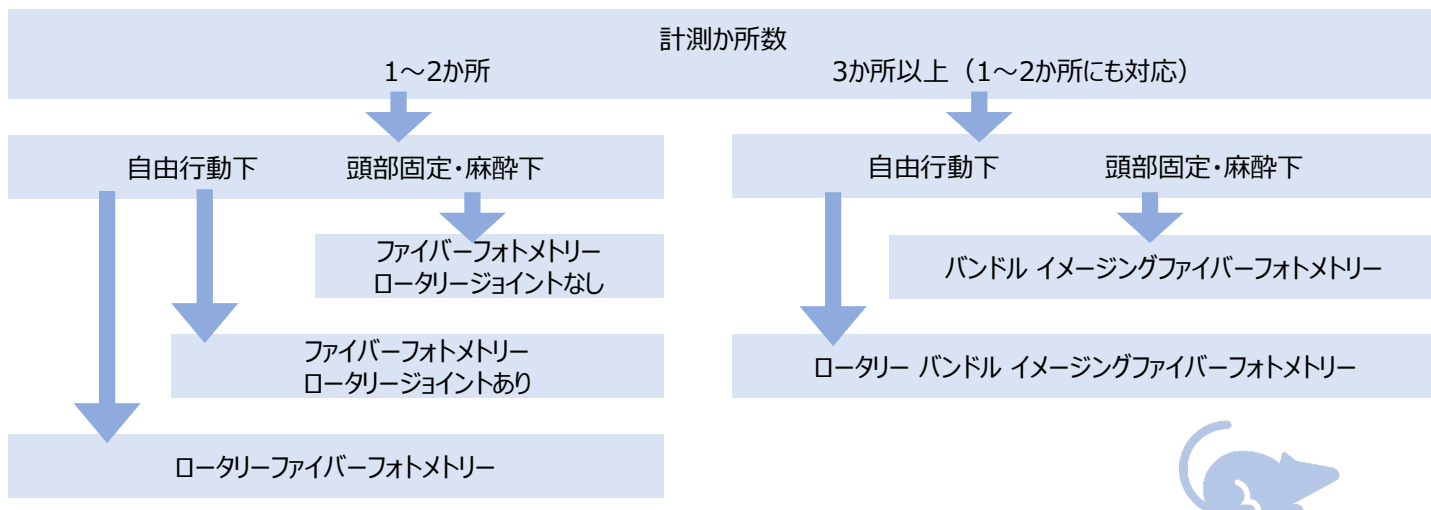 計測か所数
1～2か所
3か所以上（1～2か所にも対応）
自由行動下
頭部固定・麻酔下
ファイバーフォトメトリー
ロータリージョイントなし
ファイバーフォトメトリー
ロータリージョイントあり
ロータリーファイバーフォトメトリー
自由行動下
頭部固定・麻酔下
バンドル イメージングファイバーフォトメトリー
ロータリー バンドル イメージングファイバーフォトメトリー